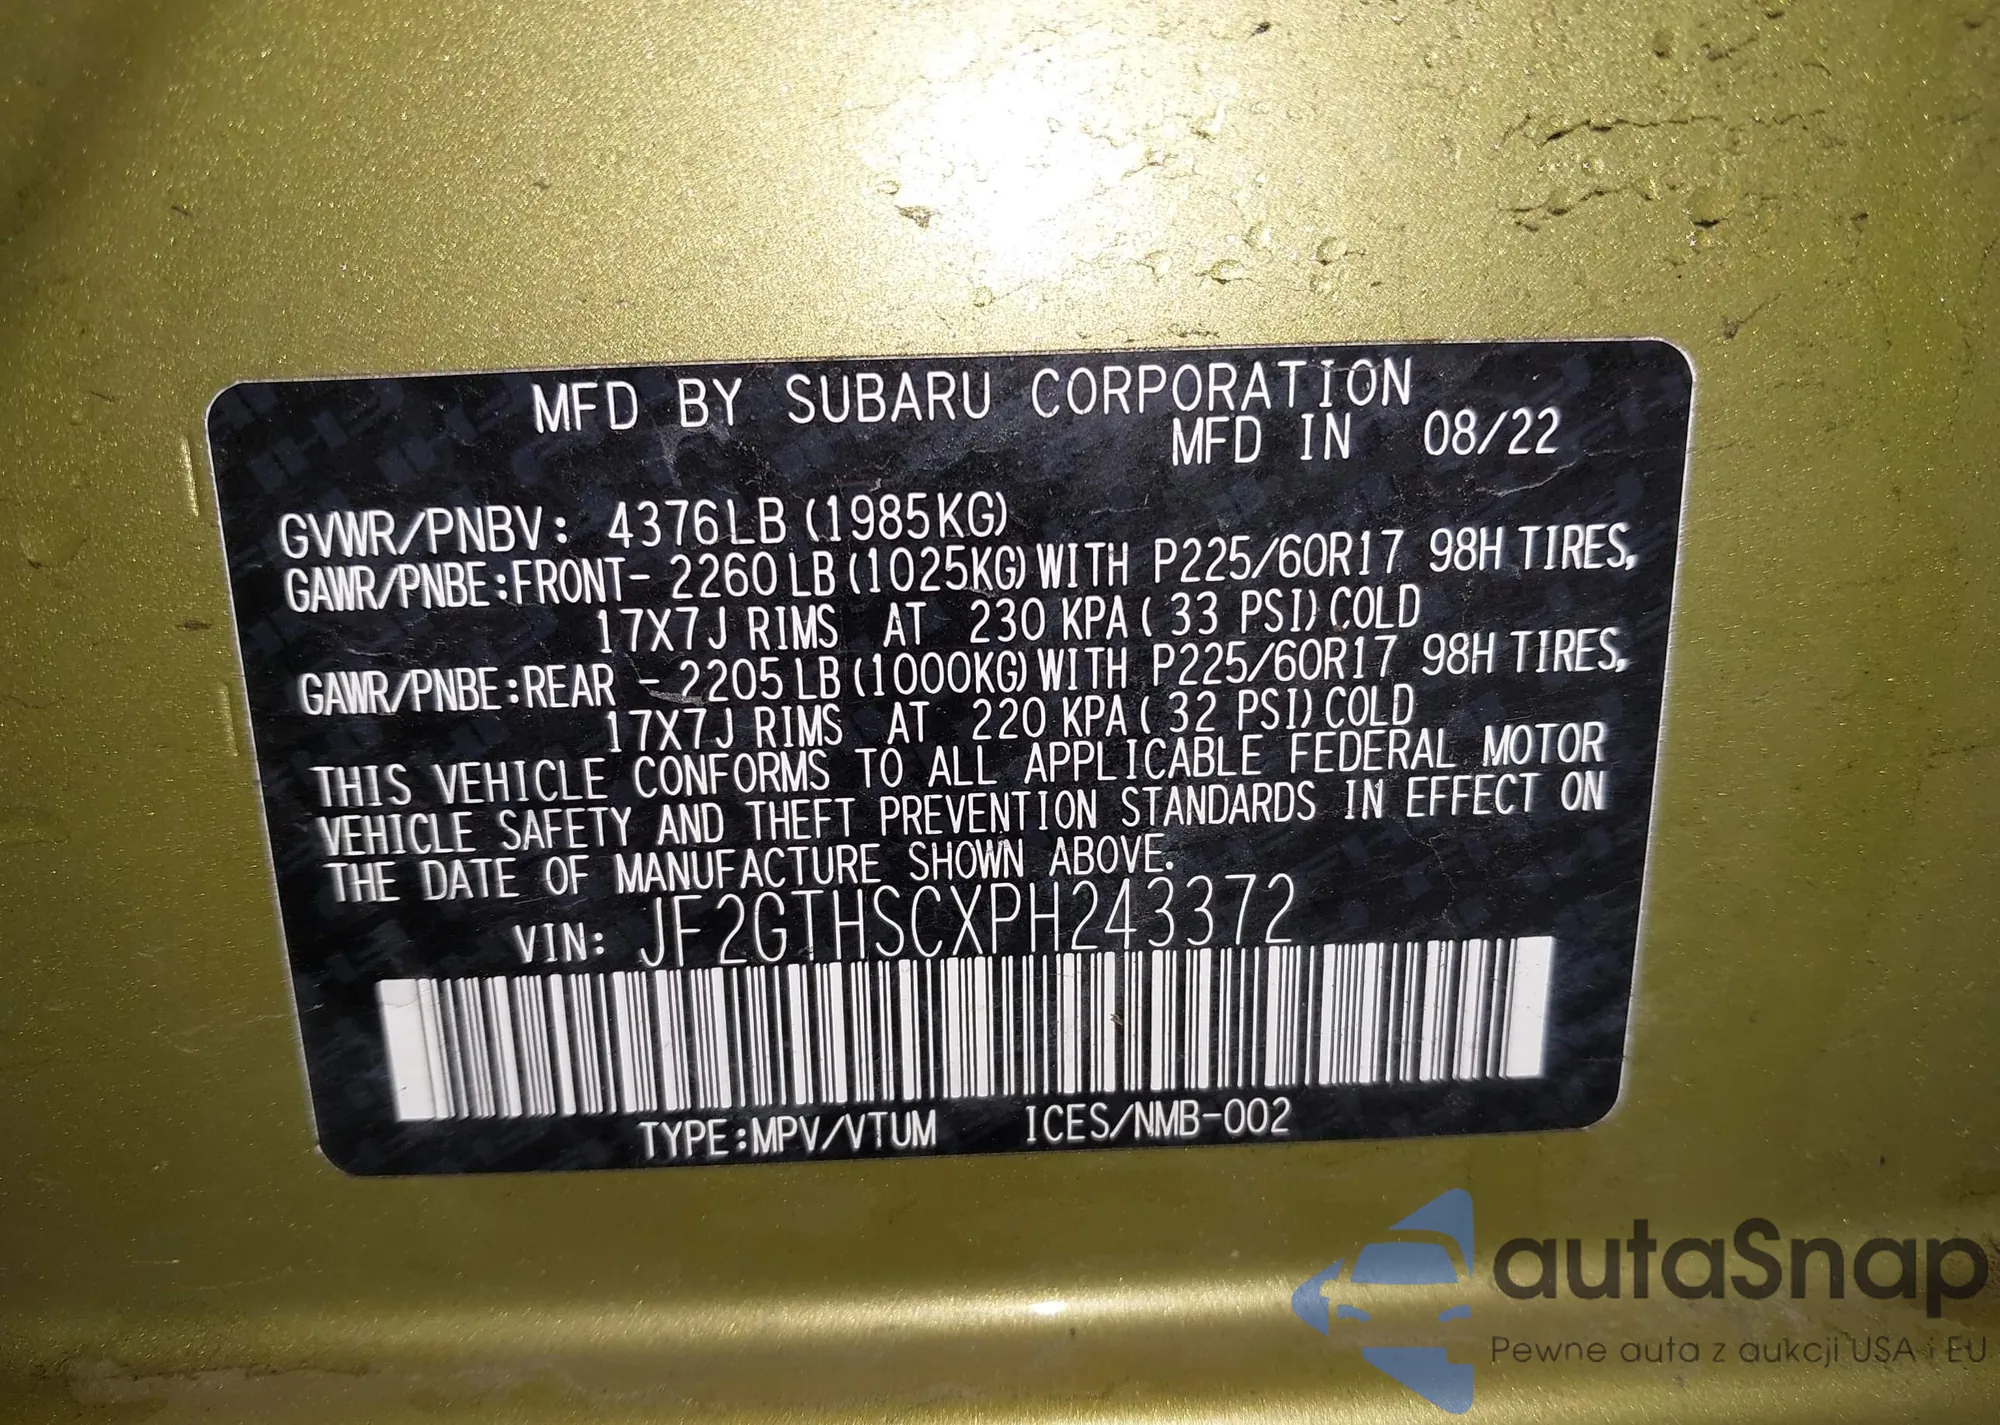 MFD BY SUBARU CORPORATION
MFD IN 08/22
GVWR/PNBV: 4376LB (1985KG)
GAWR/PNBE:FRONT- 2260 LB (1025KG) WITH P225/60R17 98H TIRES,
17X7J RIMS AT 230 KPA ( 33 PSI) COLD
GAWR/PNBE:REAR - 2205 LB (1000KG) WITH P225/60R17 98H TIRES,
17X7J RIMS AT 220 KPA ( 32 PSI) COLD
THIS VEHICLE CONFORMS TO ALL APPLICABLE FEDERAL MOTOR
VEHICLE SAFETY AND THEFT PREVENTION STANDARDS IN EFFECT ON
THE DATE OF MANUFACTURE SHOWN ABOVE.
VIN: JF2GTHSCXPH243372
TYPE:MPV/VTUM ICES/NMB-002
autaSnap
Pewne auta z aukcji USA i EU